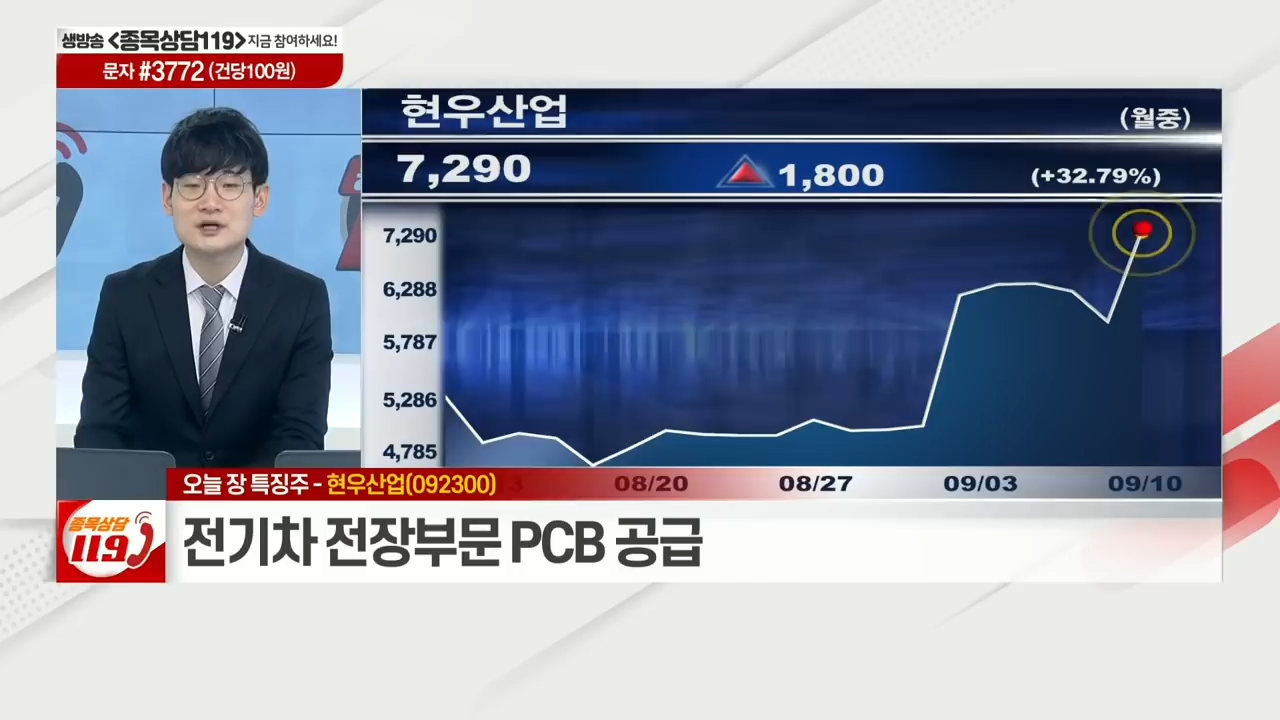 생방송 <종목상담119> 지금 참여하세요!
문자 #3772 (건당100원)
현우산업
(월중)
7,290 1,800 (+32.79%)
7,290
6,288
5,787
5,286
4,785
08/20 08/27 09/03 09/10
오늘 장 특징주 - 현우산업(092300)
종목상담
119
전기차 전장부문 PCB 공급